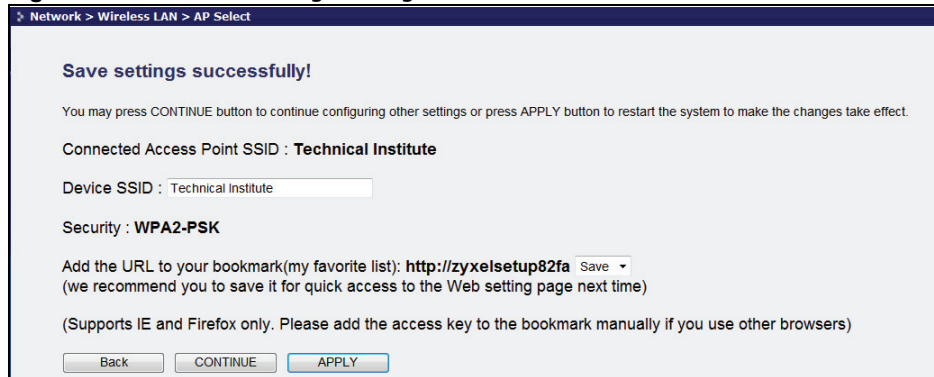 Network > Wireless LAN > AP Select
Save settings successfully!
You may press CONTINUE button to continue configuring other settings or press APPLY button to restart the system to make the changes take effect.
Connected Access Point SSID : Technical Institute
Device SSID : Technical Institute
Security : WPA2-PSK
Add the URL to your bookmark(my favorite list): http://zyxelsetup82fa Save
(we recommend you to save it for quick access to the Web setting page next time)
(Supports IE and Firefox only. Please add the access key to the bookmark manually if you use other browsers)
Back CONTINUE APPLY